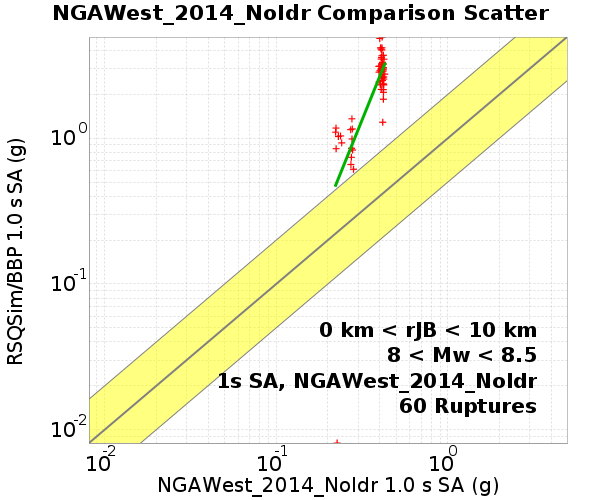 NGAWest_2014_NoIdr Comparison Scatter
RSQSim/BBP 1.0 s SA (g)
10^0
10^-1
10^-2
0 km < rJB < 10 km
8 < Mw < 8.5
1s SA, NGAWest_2014_NoIdr
60 Ruptures
10^-2 10^-1 10^0
NGAWest_2014_NoIdr 1.0 s SA (g)